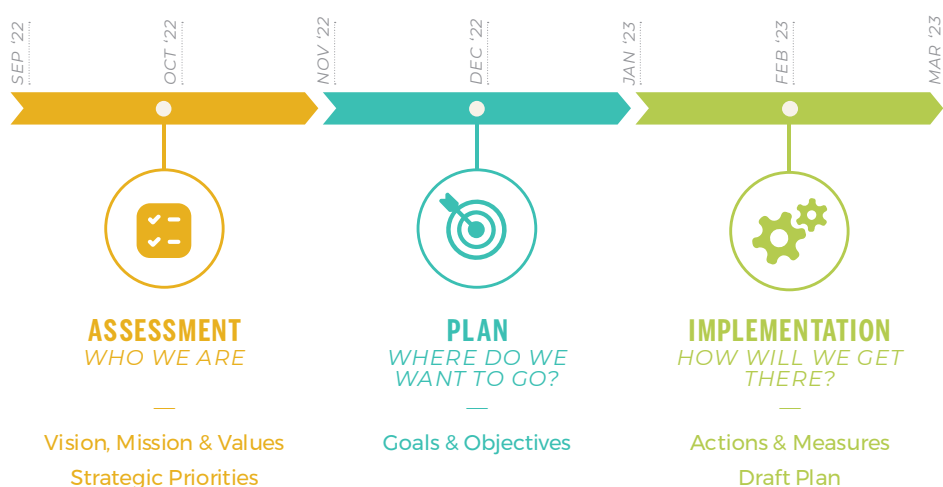 SEP ‘22
OCT ‘22
NOV ‘22
DEC ‘22
JAN ‘23
FEB ‘23
MAR ‘23
ASSESSMENT
WHO WE ARE
Vision, Mission & Values
Strategic Priorities
PLAN
WHERE DO WE
WANT TO GO?
Goals & Objectives
IMPLEMENTATION
HOW WILL WE GET
THERE?
Actions & Measures
Draft Plan